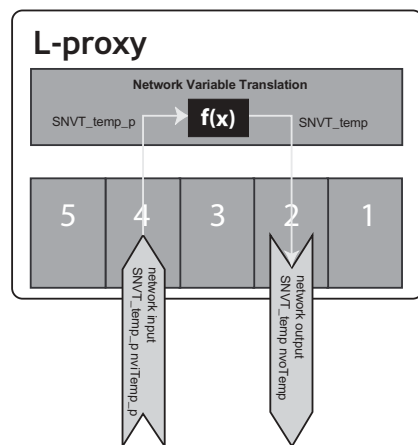 L-proxy
Network Variable Translation
SNVT_temp_p
f(x)
SNVT_temp
5
4
3
2
1
network input
SNVT_temp_p nviTemp_p
network output
SNVT_temp nvoTemp